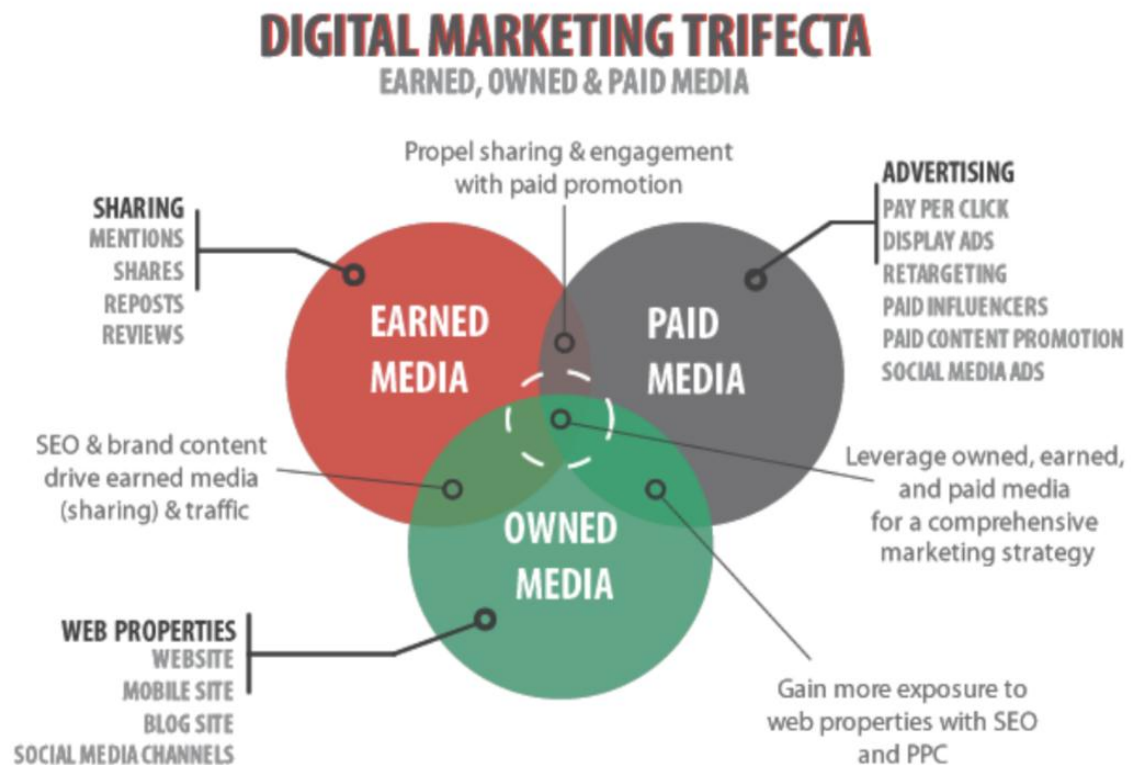 DIGITAL MARKETING TRIFECTA
EARNED, OWNED & PAID MEDIA
Propel sharing & engagement
with paid promotion
SHARING
MENTIONS
SHARES
REPOSTS
REVIEWS
ADVERTISING
PAY PER CLICK
DISPLAY ADS
RETARGETING
PAID INFLUENCERS
PAID CONTENT PROMOTION
SOCIAL MEDIA ADS
EARNED
MEDIA
PAID
MEDIA
SEO & brand content
drive earned media
(sharing) & traffic
Leverage owned, earned,
and paid media
for a comprehensive
marketing strategy
OWNED
MEDIA
WEB PROPERTIES
WEBSITE
MOBILE SITE
BLOG SITE
SOCIAL MEDIA CHANNELS
Gain more exposure to
web properties with SEO
and PPC